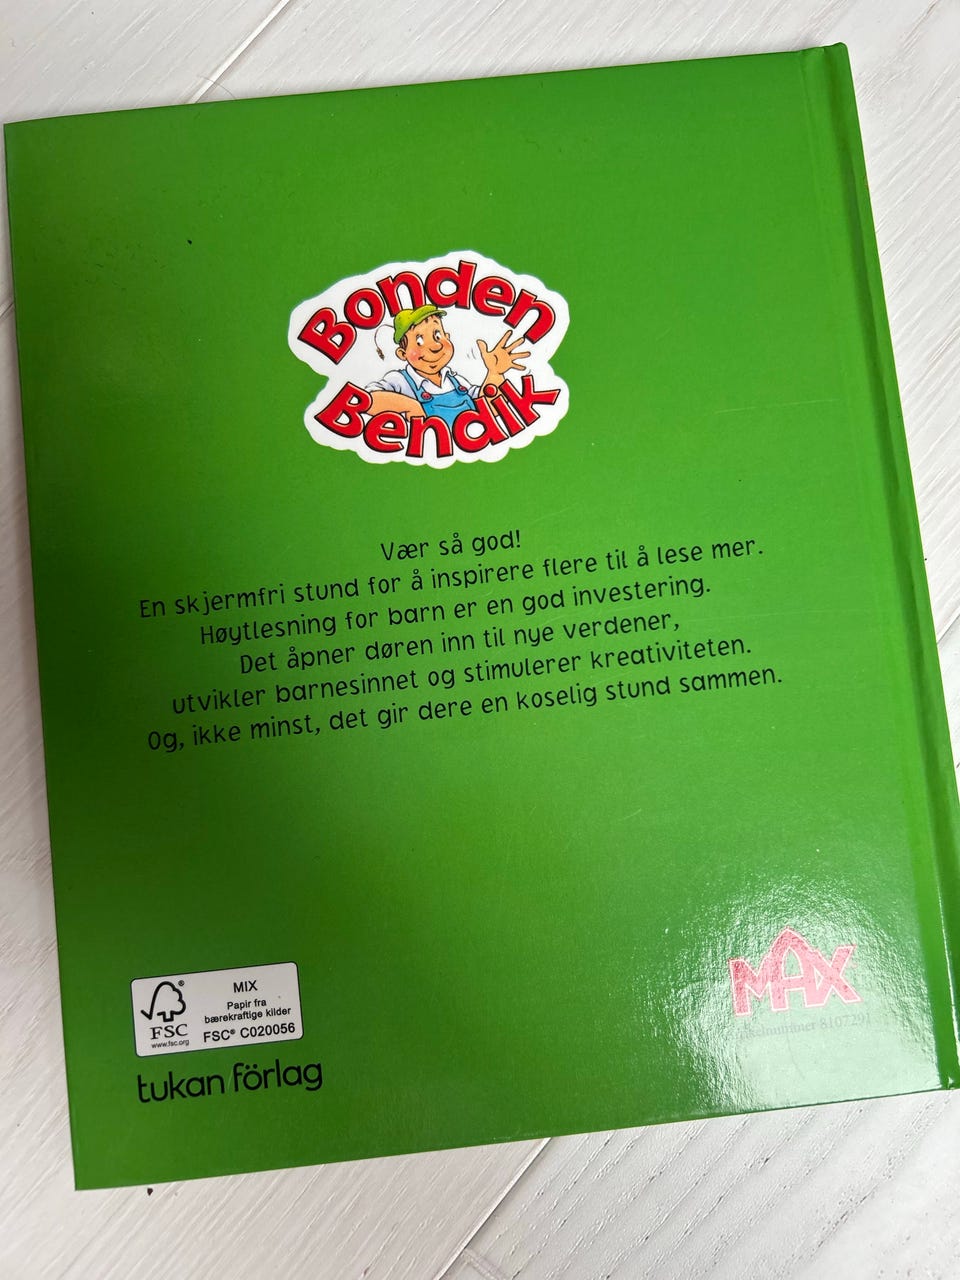 Bonden
Bendik
Vær så god!
En skjermfri stund for å inspirere flere til å lese mer.
Høytlesning for barn er en god investering.
Det åpner døren inn til nye verdener,
utvikler barnesinnet og stimulerer kreativiteten.
Og, ikke minst, det gir dere en koselig stund sammen.
MAX
8107291
®
FSC
www.fsc.org
MIX
Papir fra
bærekraftige kilder
FSC® C020056
tukan förlag